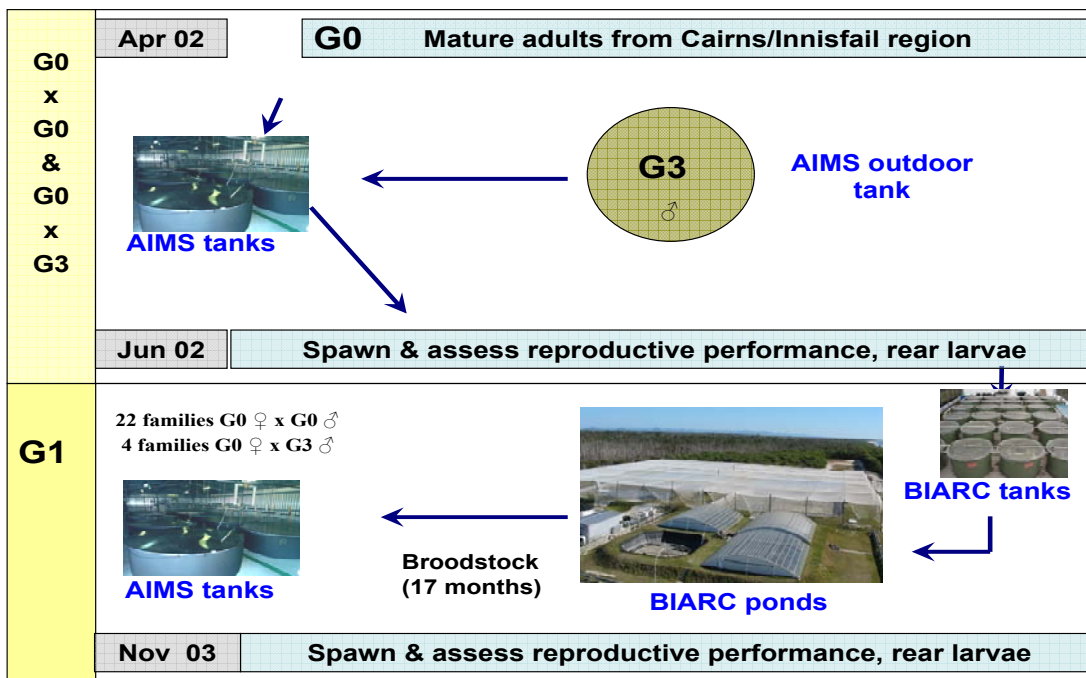 G0
x
G0
&
G0
x
G3
Apr 02
G0 Mature adults from Cairns/Innisfail region
G3
♂
AIMS outdoor
tank
AIMS tanks
Jun 02
Spawn & assess reproductive performance, rear larvae
G1
22 families G0 ♀ x G0 ♂
4 families G0 ♀ x G3 ♂
BIARC tanks
AIMS tanks
Broodstock
(17 months)
BIARC ponds
Nov 03
Spawn & assess reproductive performance, rear larvae